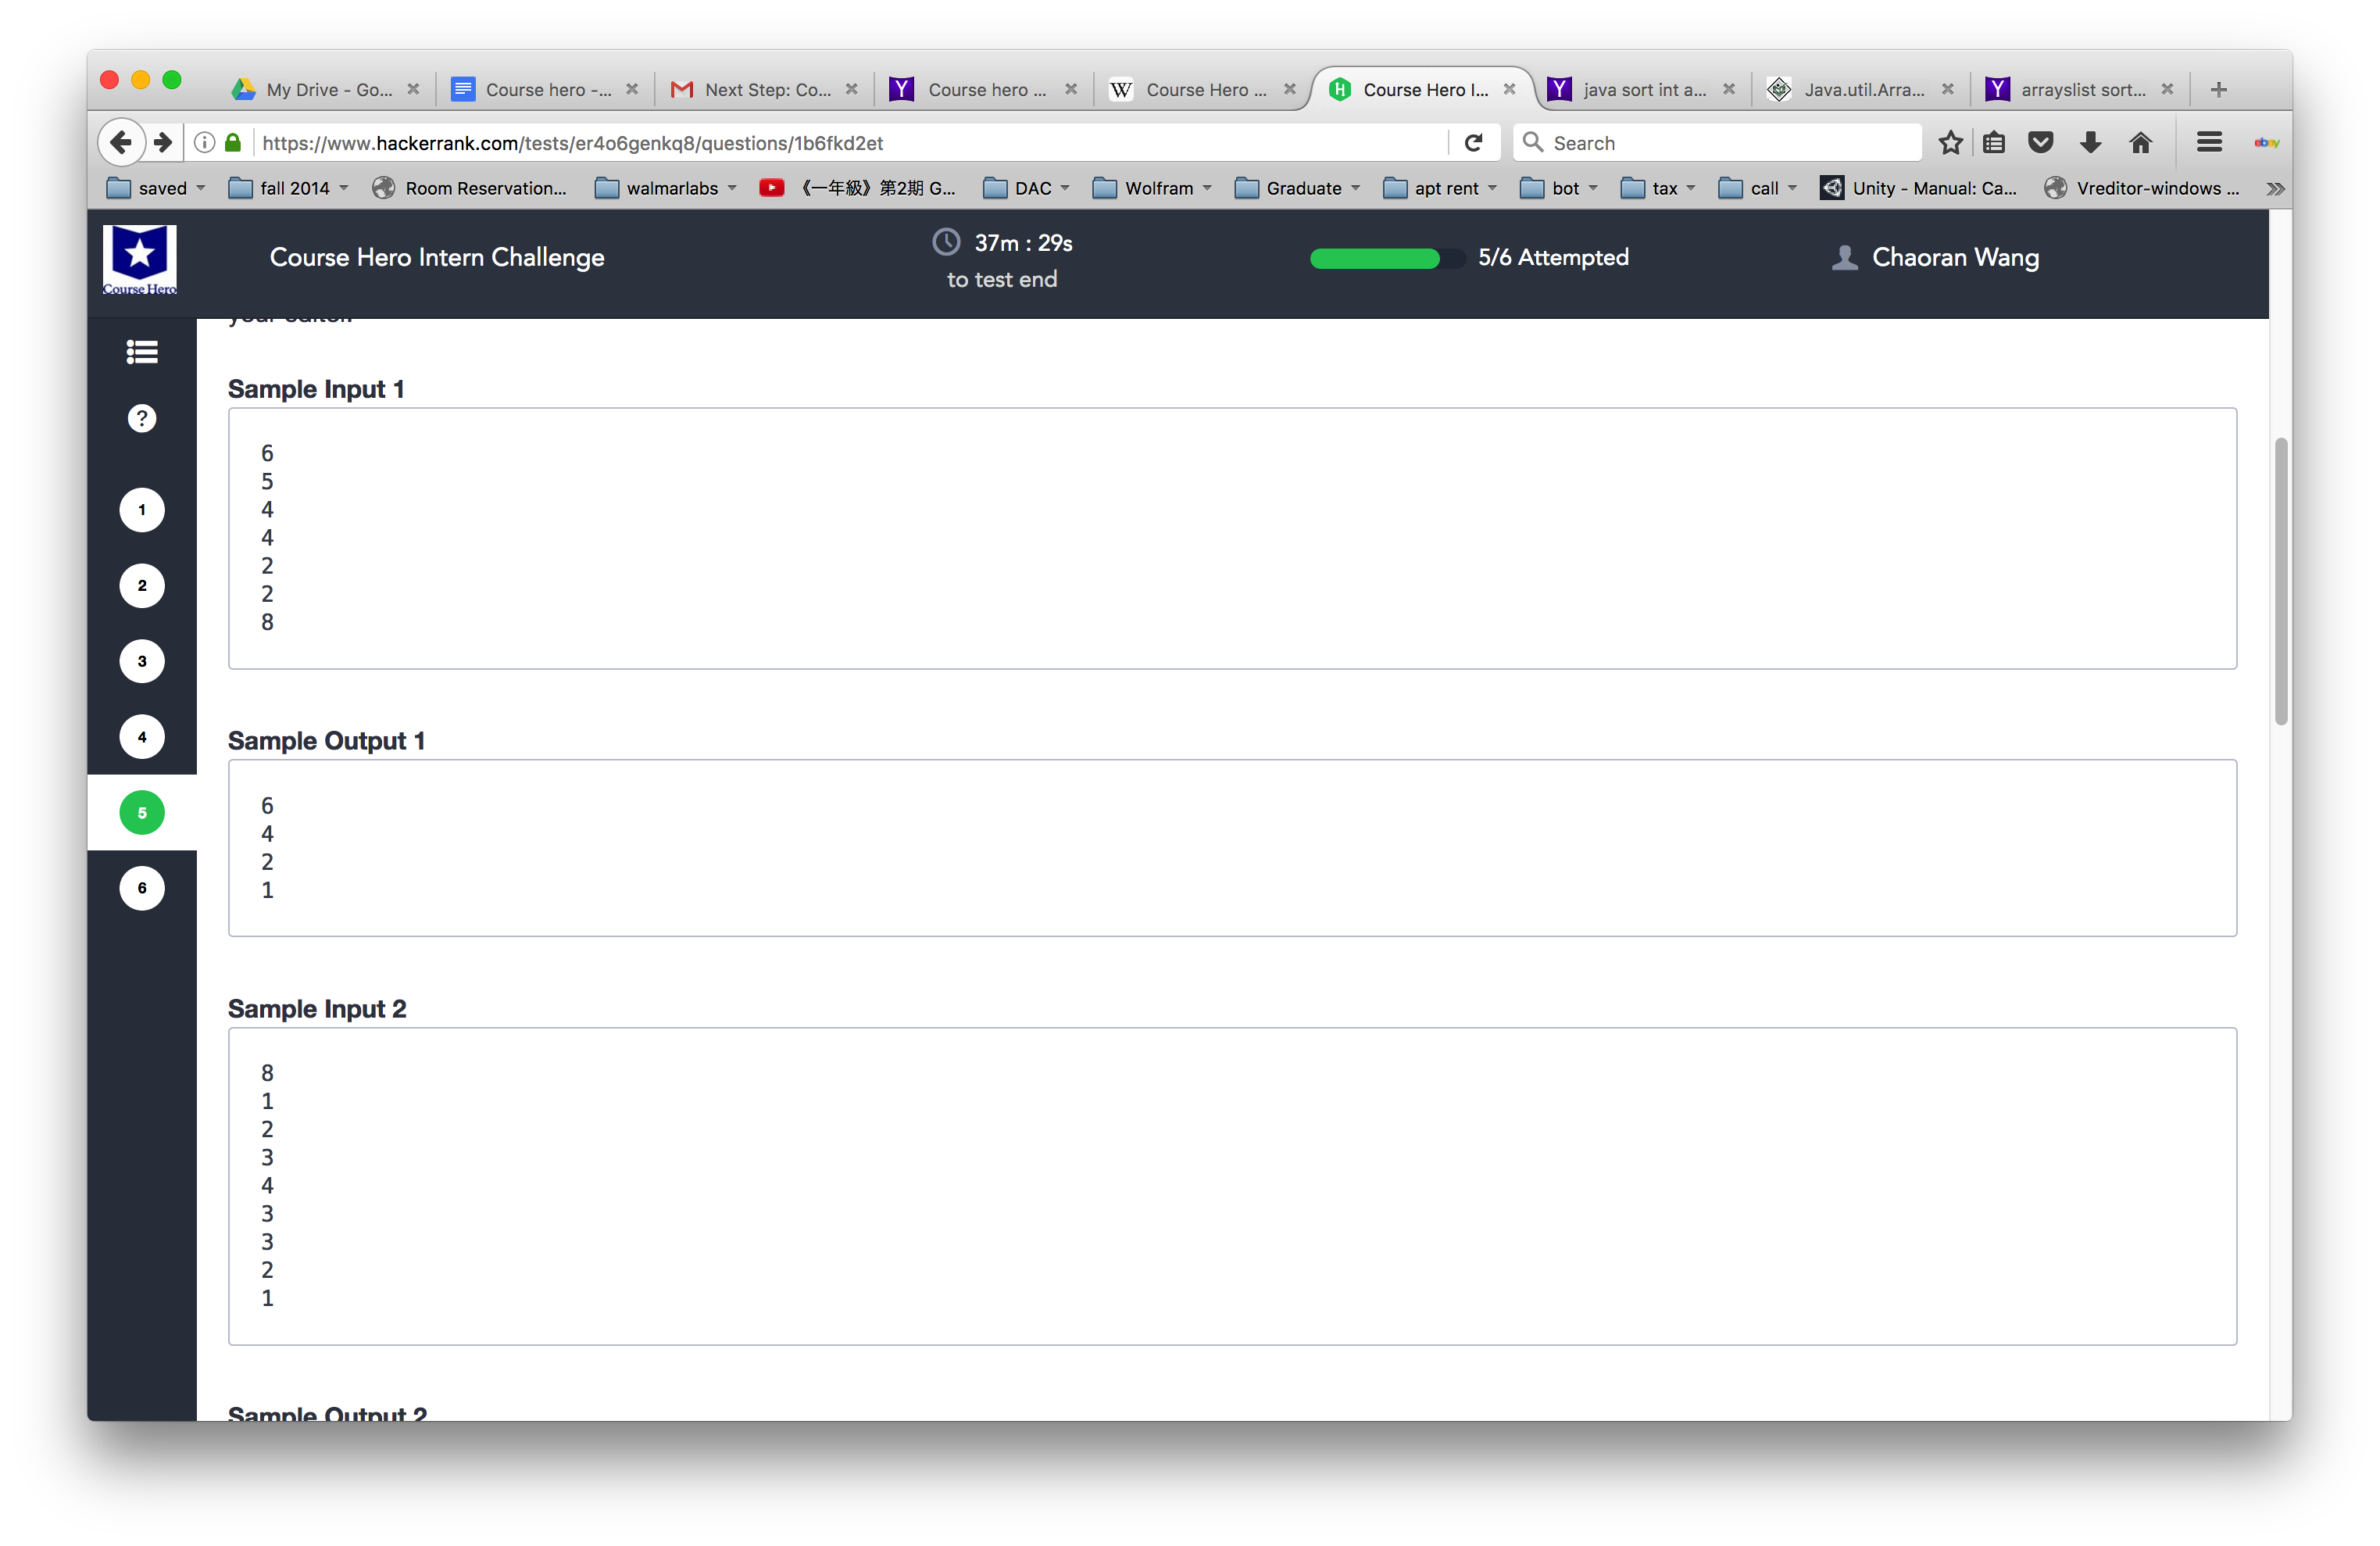 My Drive - Go... Course hero -... Next Step: Co... Course hero ... Course Hero ... Course Hero I... java sort int a... Java.util.Arra... arrayslist sort...
https://www.hackerrank.com/tests/er4o6genkq8/questions/1b6fkd2et Search ebay
saved fall 2014 Room Reservation... walmarlabs 《一年級》第2期 G... DAC Wolfram Graduate apt rent bot tax call Unity - Manual: Ca... Vreditor-windows ...
Course Hero
Course Hero Intern Challenge
37m : 29s
to test end
5/6 Attempted
Chaoran Wang
your editor.
1
2
3
4
5
6
Sample Input 1
6
5
4
4
2
2
8
Sample Output 1
6
4
2
1
Sample Input 2
8
1
2
3
4
3
3
2
1
Sample Output 2